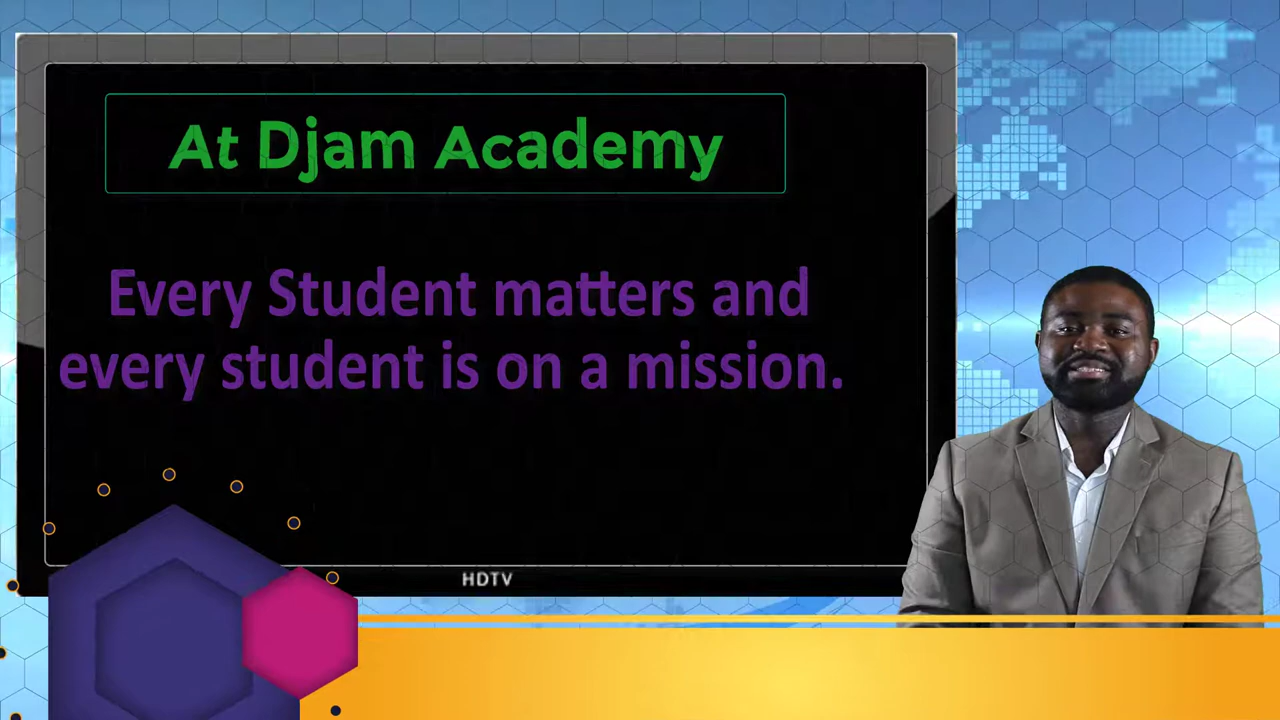 At Djam Academy
Every Student matters and
every student is on a mission.
HDTV